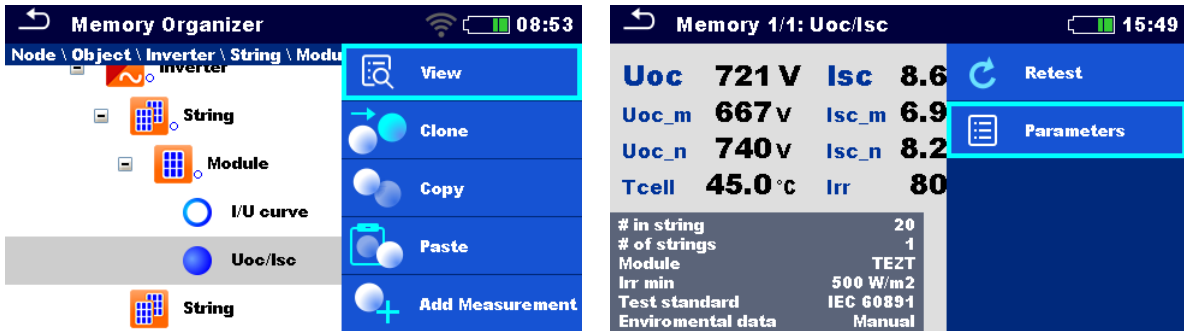 Memory Organizer 08:53
Node \ Object \ Inverter \ String \ Modu
Inverter
String
Module
I/U curve
Uoc/Isc
String
View
Clone
Copy
Paste
Add Measurement
Memory 1/1: Uoc/Isc 15:49
Uoc 721 V Isc 8.6
Uoc_m 667 V Isc_m 6.9
Uoc_n 740 V Isc_n 8.2
Tcell 45.0 °C Irr 80
# in string 20
# of strings 1
Module TEZT
Irr min 500 W/m2
Test standard IEC 60891
Enviromental data Manual
Retest
Parameters